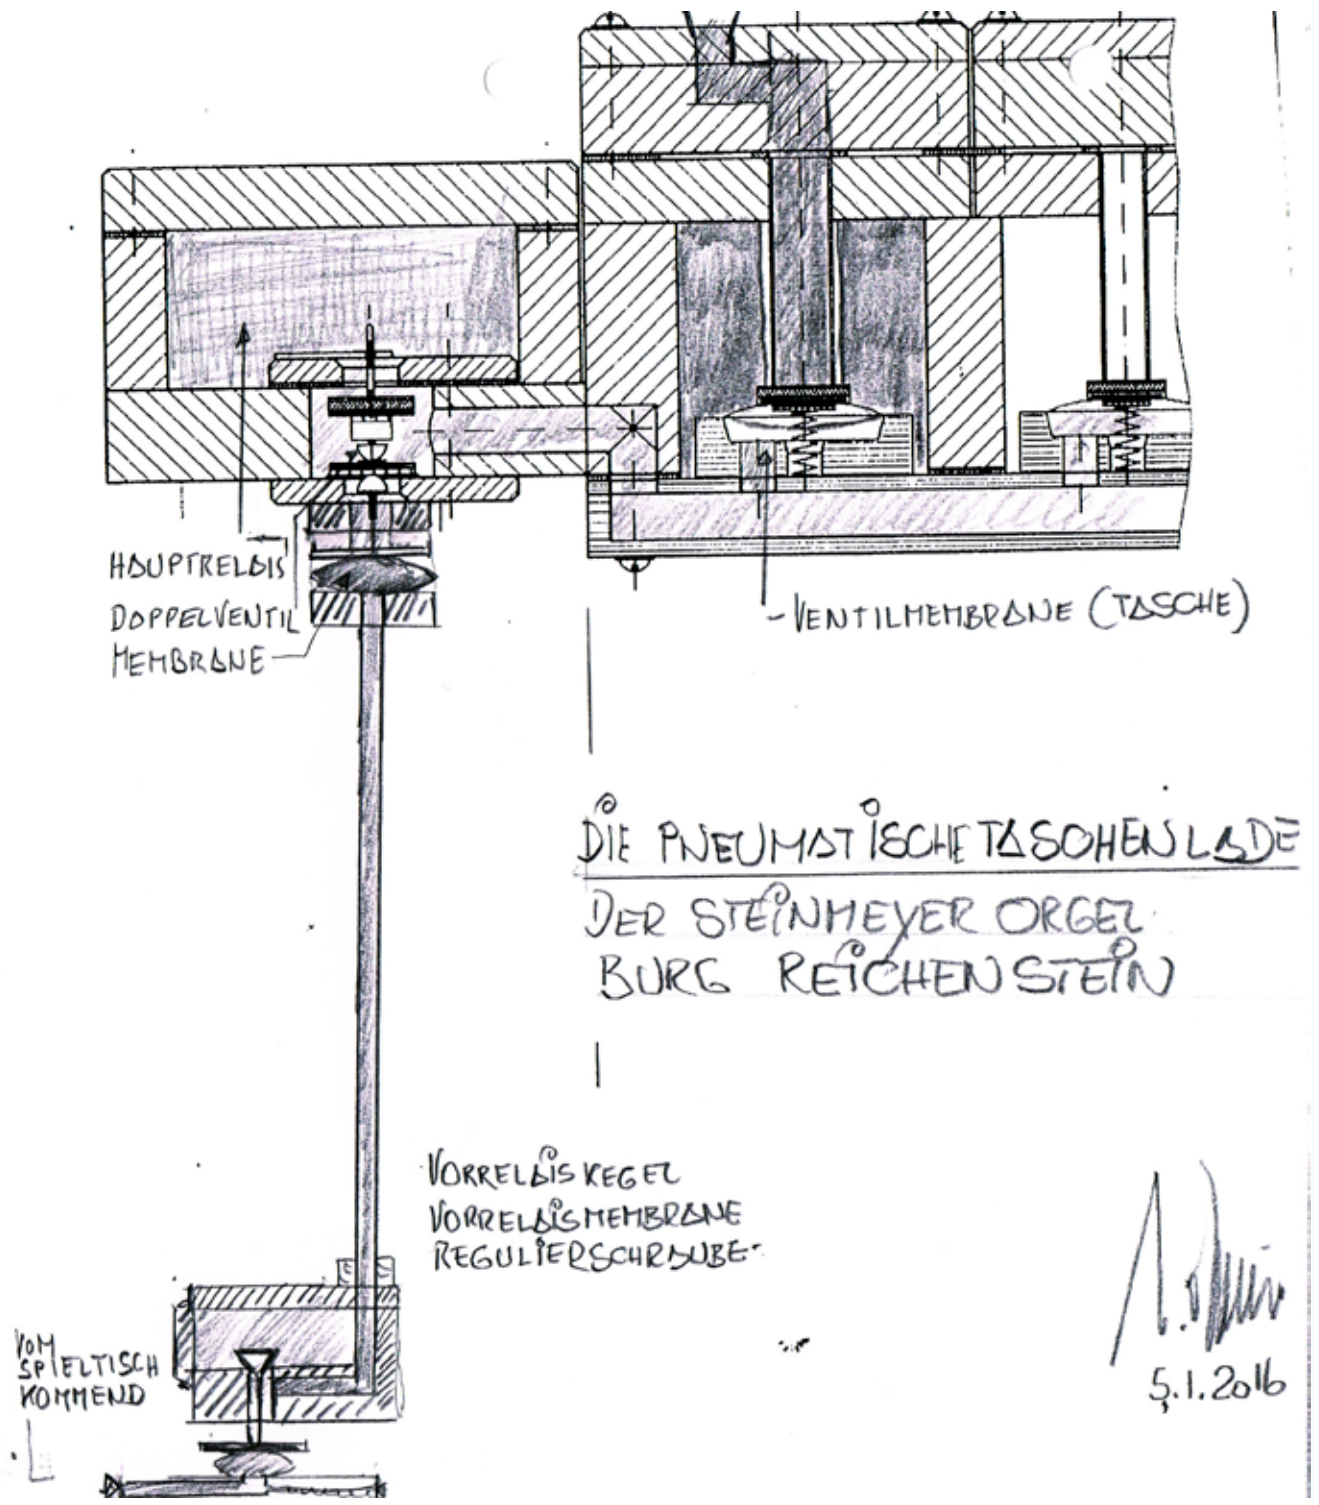 HAUPTRELAIS
DOPPELVENTIL
MEMBRANE
- VENTILMEMBRANE (TASCHE)
DIE PNEUMATISCHE TASCHENLADE
DER STEINMEYER ORGEL
BURG REICHENSTEIN
VORRELAISKEGEL
VORRELAISMEMBRANE
REGULIERSCHRAUBE-
VOM
SPIELTISCH
KOMMEND
5.1.2016